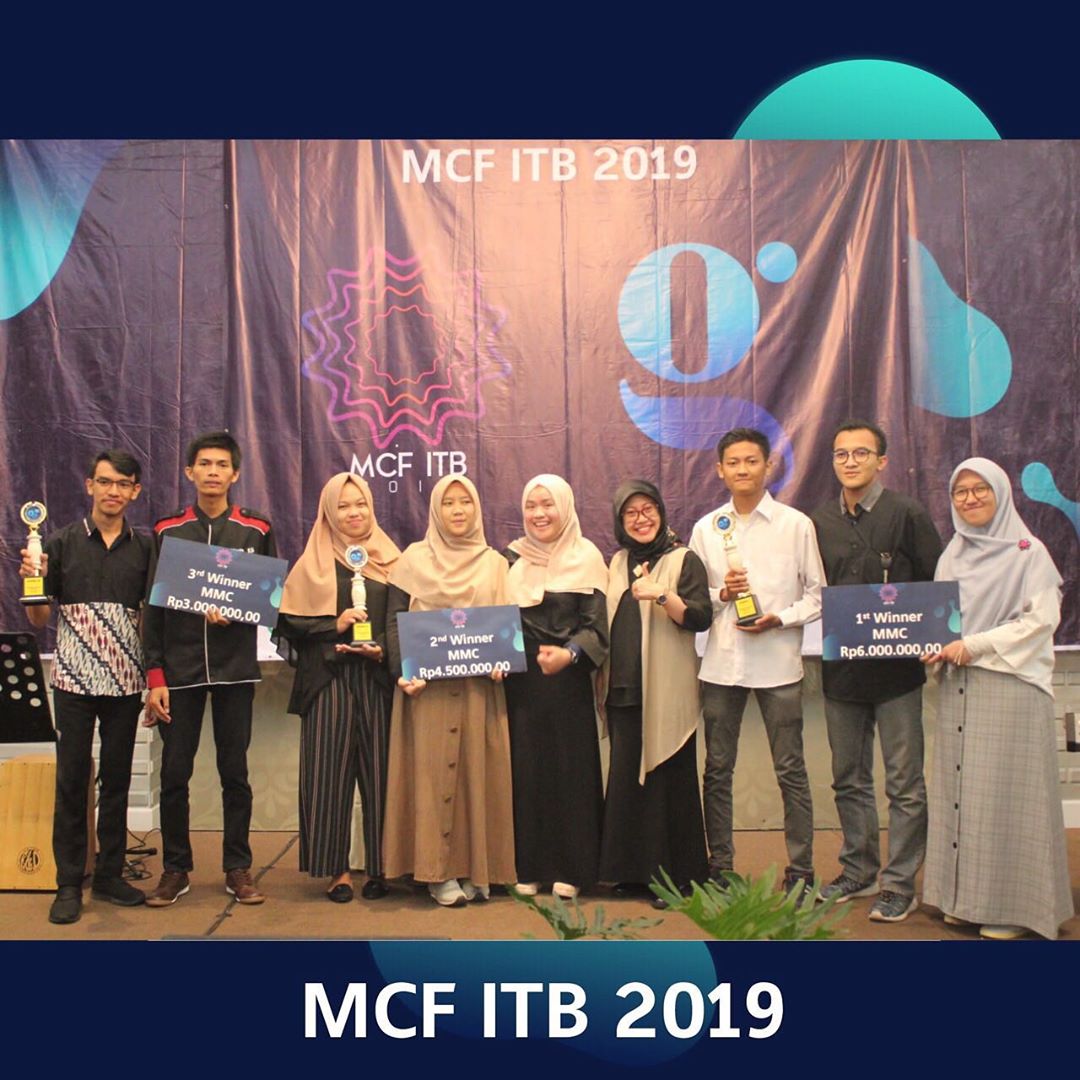 MCF ITB 2019
g
MCF ITB
3rd Winner
MMC
Rp3.000.000,00
2nd Winner
MMC
Rp4.500.000,00
1st Winner
MMC
Rp6.000.000,00
MCF ITB 2019